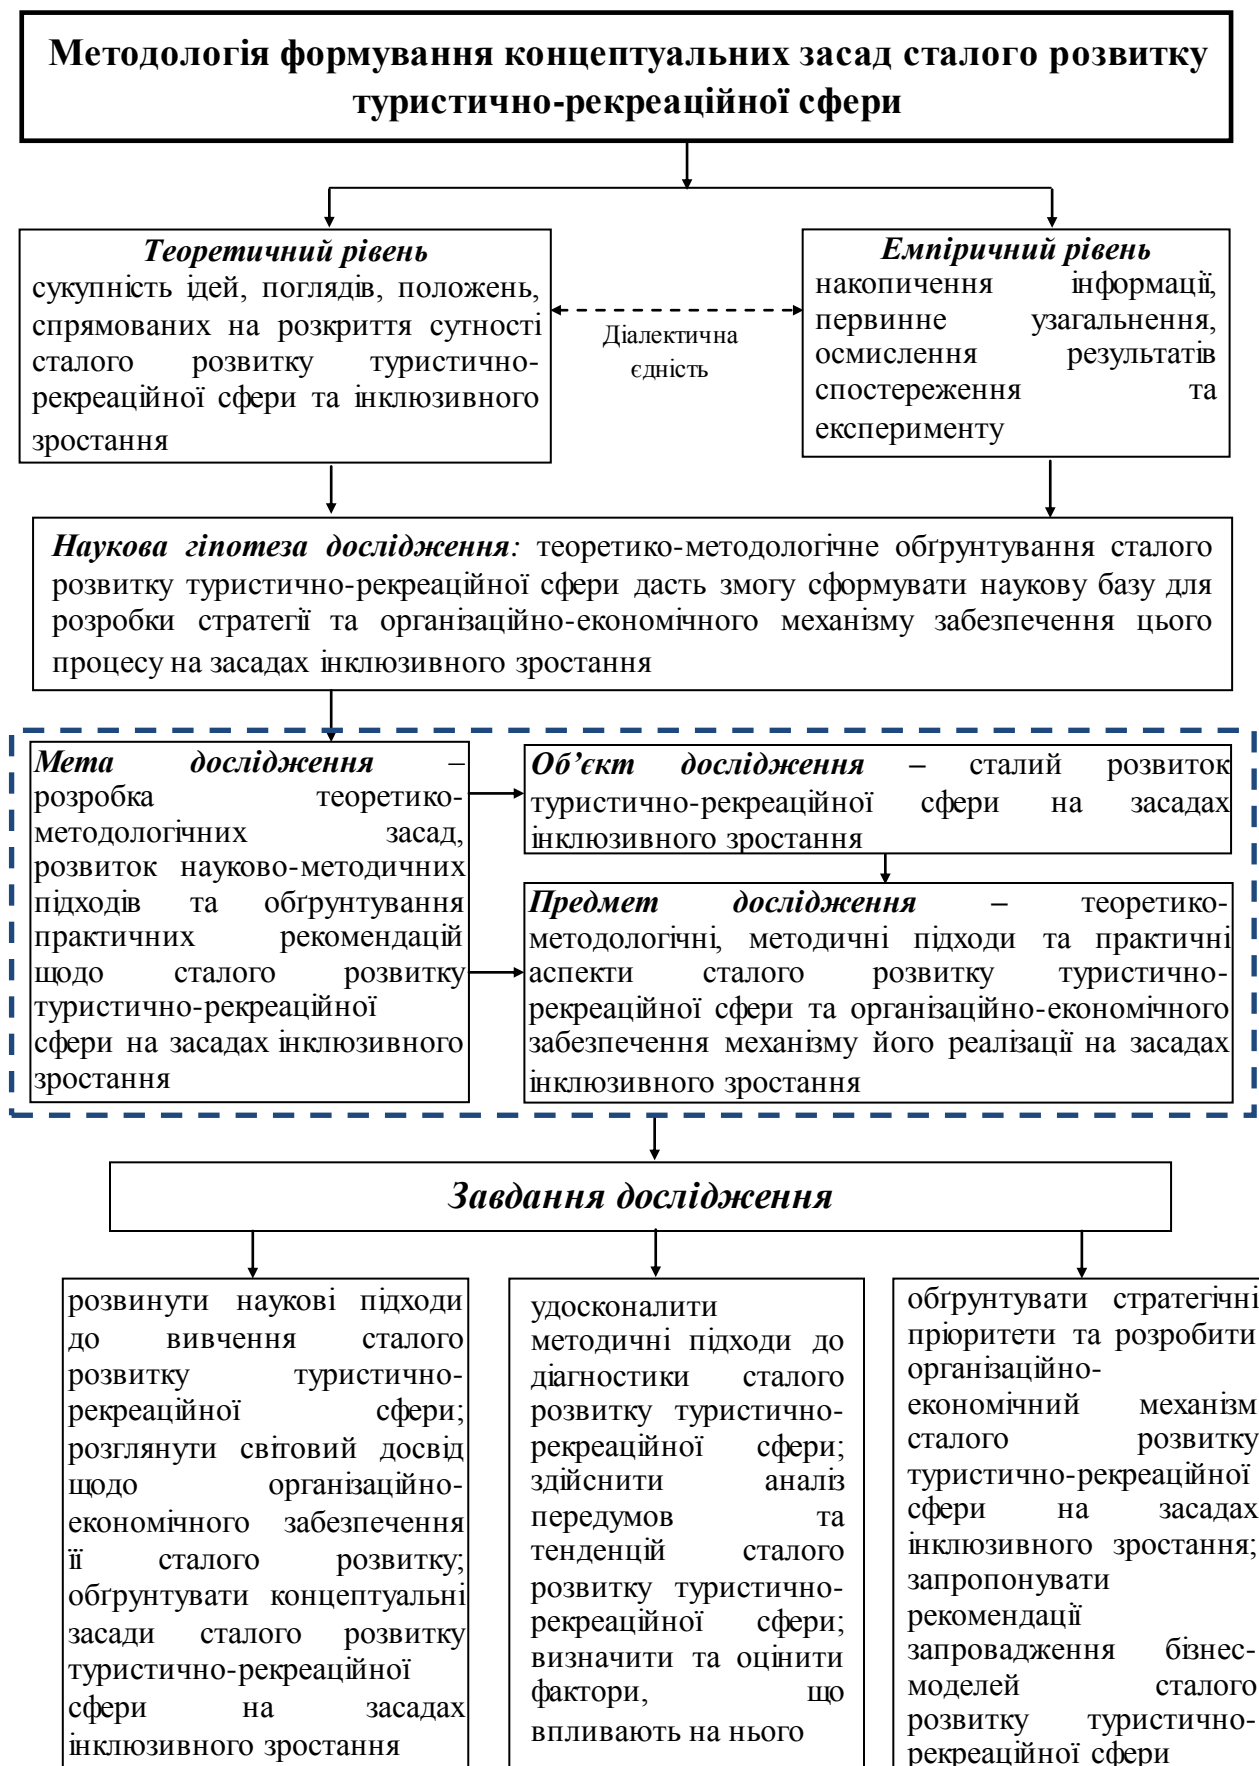 Методологія формування концептуальних засад сталого розвитку
туристично-рекреаційної сфери
Теоретичний рівень
сукупність ідей, поглядів, положень,
спрямованих на розкриття сутності
сталого розвитку туристично-
рекреаційної сфери та інклюзивного
зростання
Діалектична
єдність
Емпіричний рівень
накопичення інформації,
первинне узагальнення,
осмислення результатів
спостереження та
експерименту
Наукова гіпотеза дослідження: теоретико-методологічне обґрунтування сталого
розвитку туристично-рекреаційної сфери дасть змогу сформувати наукову базу для
розробки стратегії та організаційно-економічного механізму забезпечення цього
процесу на засадах інклюзивного зростання
Мета дослідження –
розробка теоретико-
методологічних засад,
розвиток науково-методичних
підходів та обґрунтування
практичних рекомендацій
щодо сталого розвитку
туристично-рекреаційної
сфери на засадах інклюзивного
зростання
Об’єкт дослідження – сталий розвиток
туристично-рекреаційної сфери на засадах
інклюзивного зростання
Предмет дослідження – теоретико-
методологічні, методичні підходи та практичні
аспекти сталого розвитку туристично-
рекреаційної сфери та організаційно-економічного
забезпечення механізму його реалізації на засадах
інклюзивного зростання
Завдання дослідження
розвинути наукові підходи
до вивчення сталого
розвитку туристично-
рекреаційної сфери;
розглянути світовий досвід
щодо організаційно-
економічного забезпечення
її сталого розвитку;
обґрунтувати концептуальні
засади сталого розвитку
туристично-рекреаційної
сфери на засадах
інклюзивного зростання
удосконалити
методичні підходи до
діагностики сталого
розвитку туристично-
рекреаційної сфери;
здійснити аналіз
передумов та
тенденцій сталого
розвитку туристично-
рекреаційної сфери;
визначити та оцінити
фактори, що
впливають на нього
обґрунтувати стратегічні
пріоритети та розробити
організаційно-
економічний механізм
сталого розвитку
туристично-рекреаційної
сфери на засадах
інклюзивного зростання;
запропонувати
рекомендації
запровадження бізнес-
моделей сталого
розвитку туристично-
рекреаційної сфери